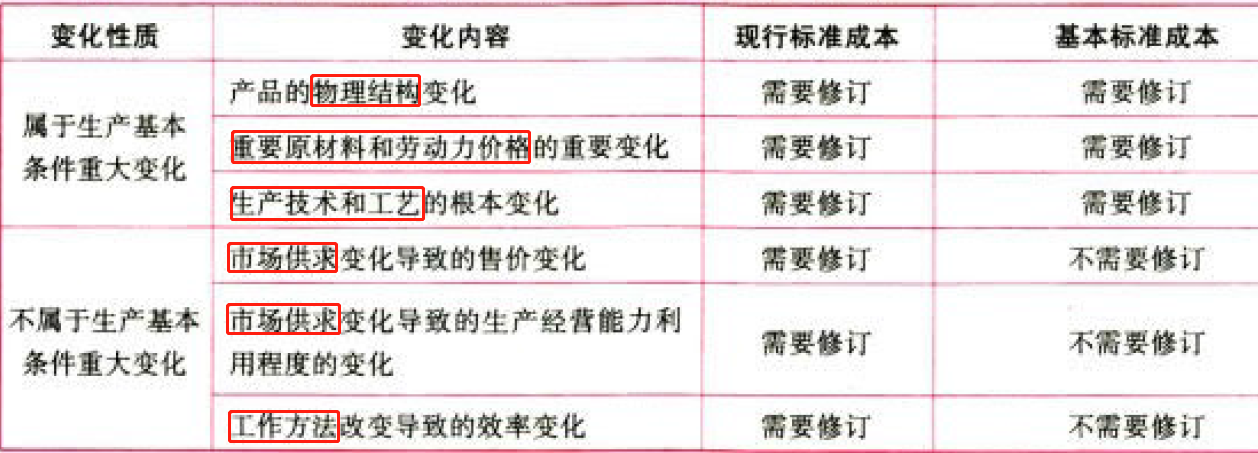 变化性质 变化内容 现行标准成本 基本标准成本
属于生产基本
条件重大变化
产品的物理结构变化 需要修订 需要修订
重要原材料和劳动力价格的重要变化 需要修订 需要修订
生产技术和工艺的根本变化 需要修订 需要修订
不属于生产基本
条件重大变化
市场供求变化导致的售价变化 需要修订 不需要修订
市场供求变化导致的生产经营能力利
用程度的变化 需要修订 不需要修订
工作方法改变导致的效率变化 需要修订 不需要修订